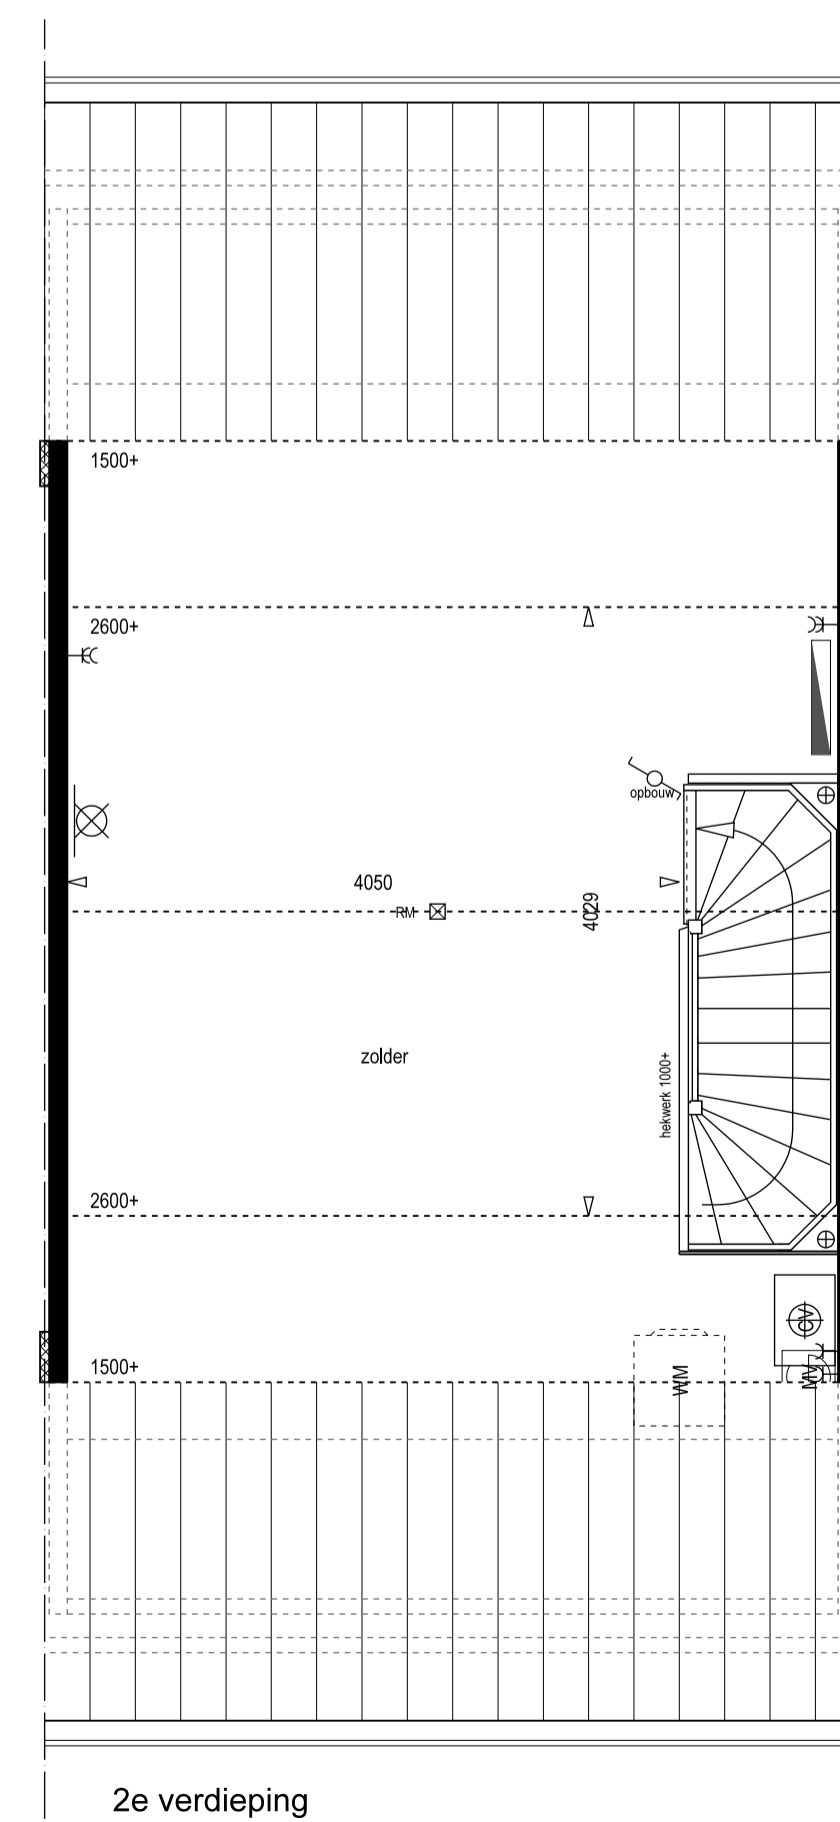 1500+
2600+
opbouw
4050
RM
4029
zolder
hekwerk 1000+
2600+
CV
1500+
WM
MV
2e verdieping